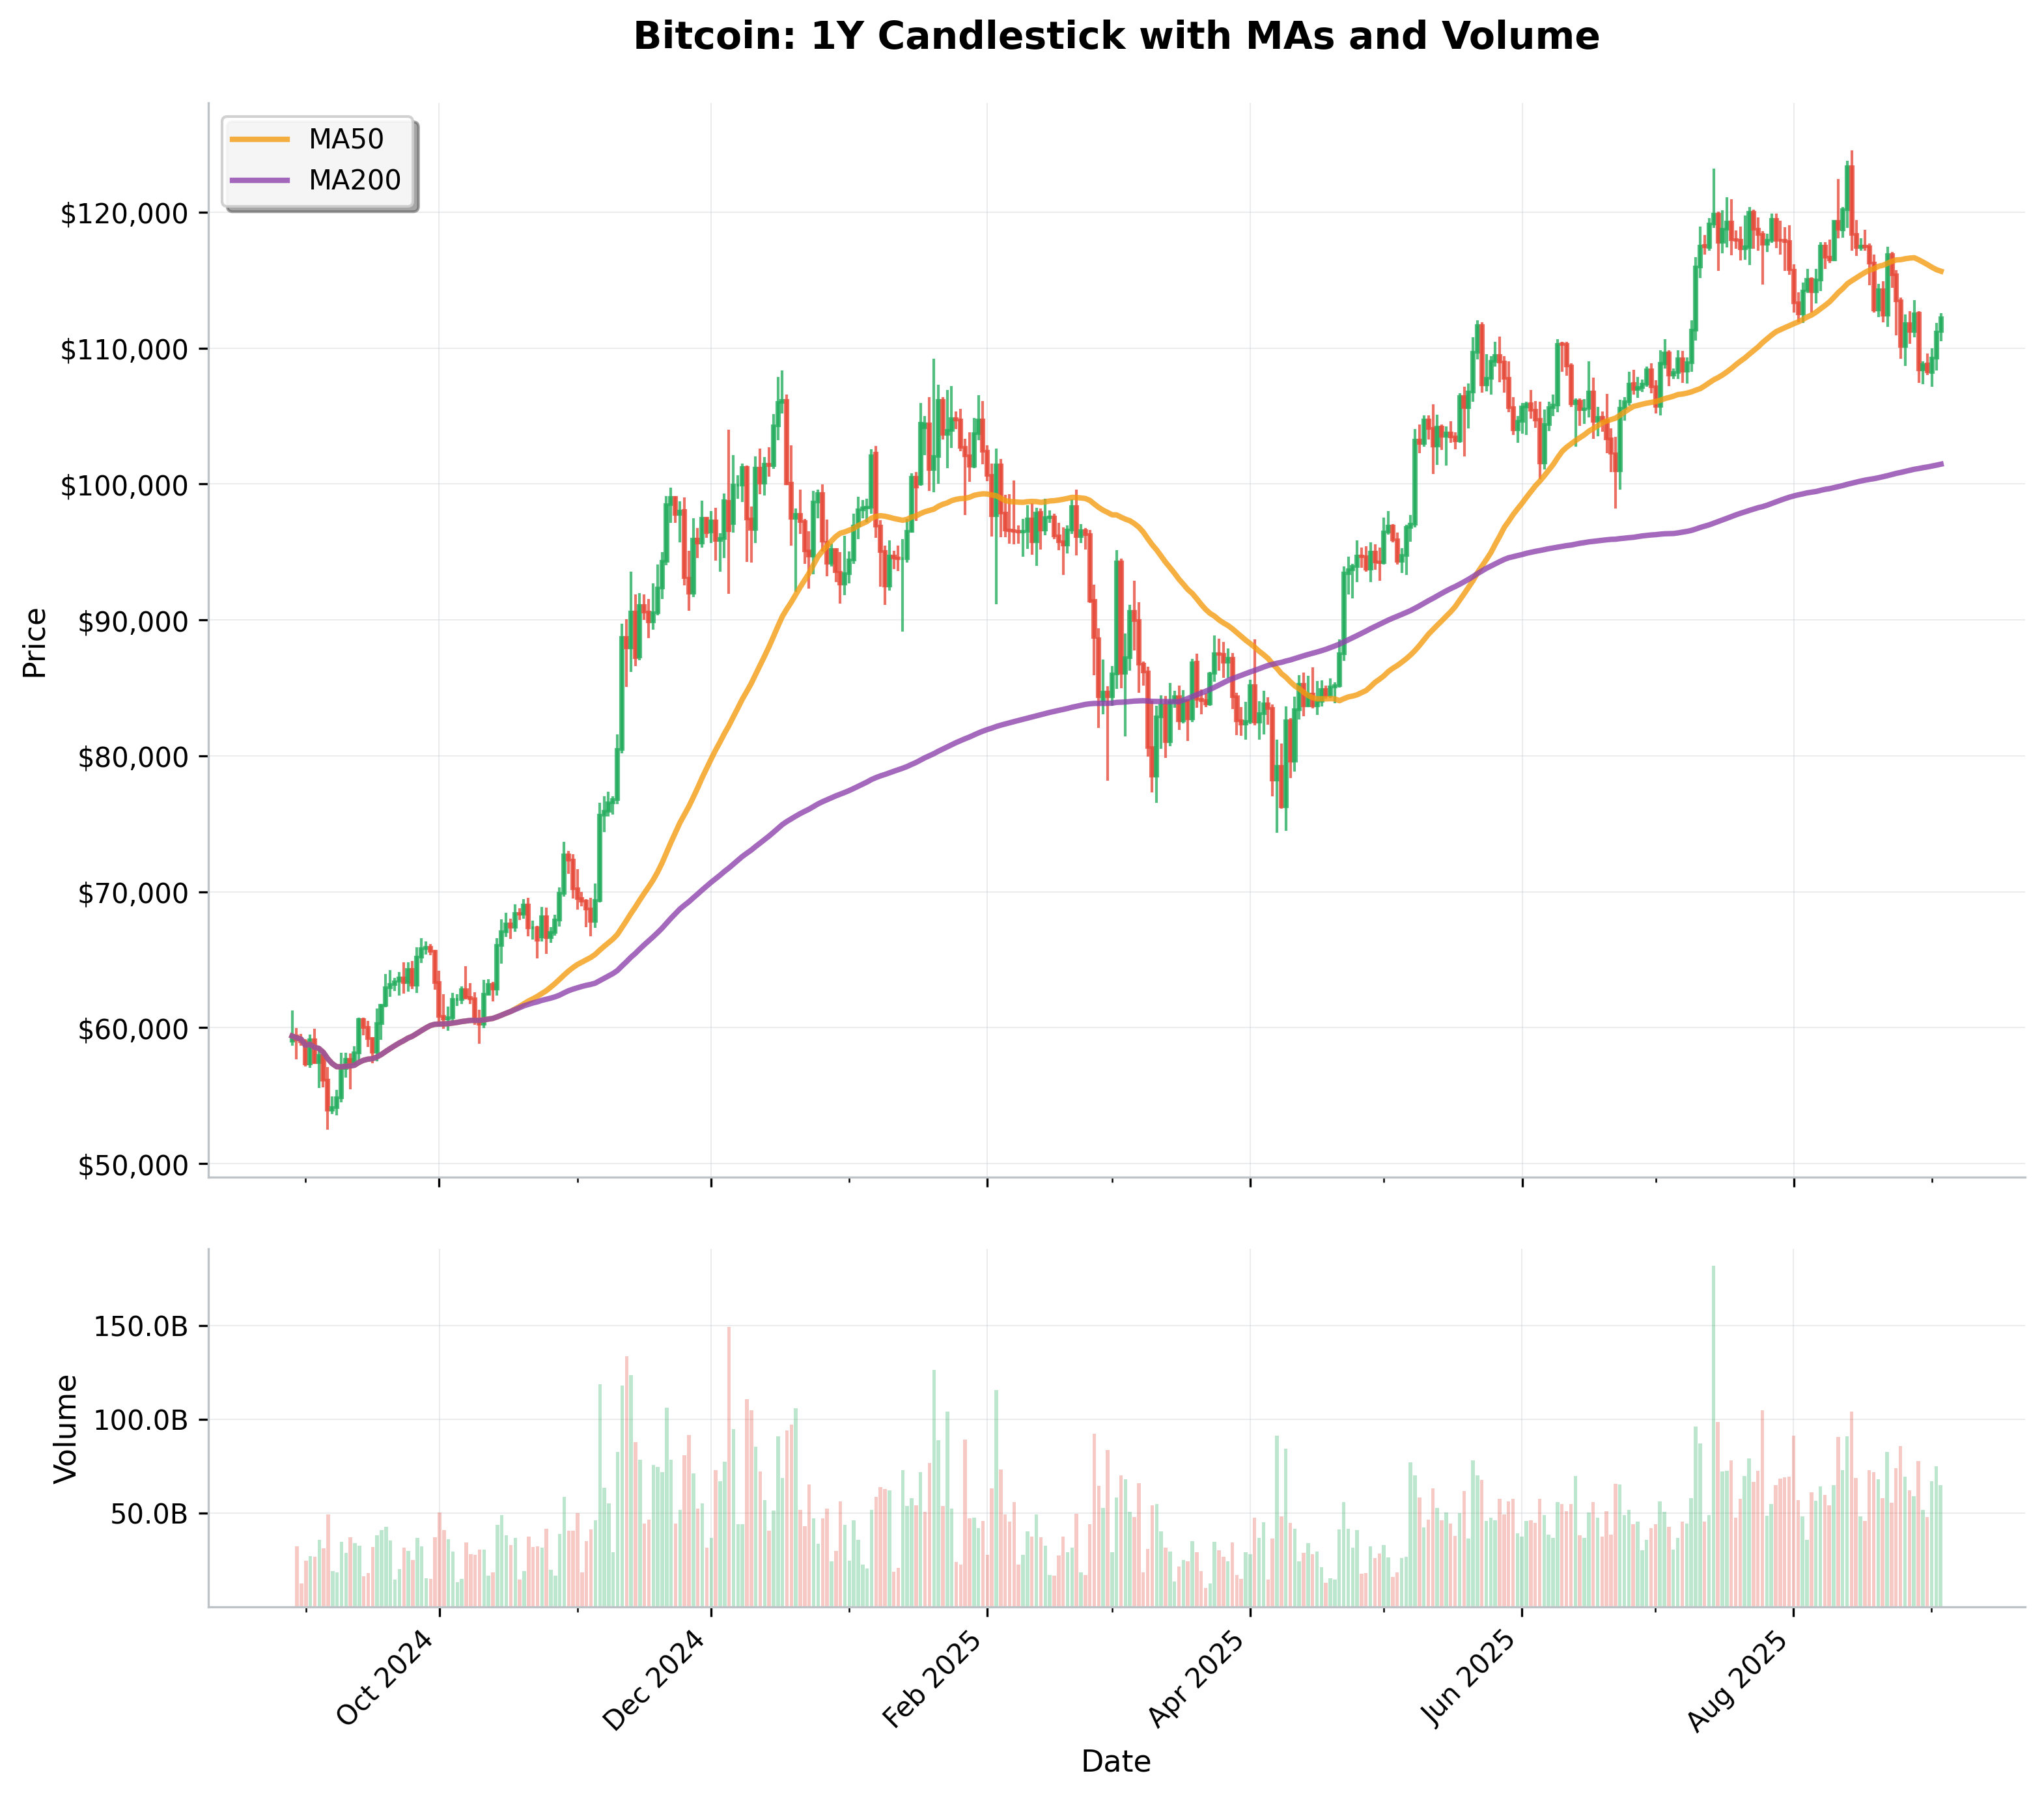 Bitcoin: 1Y Candlestick with MAs and Volume
MA50
MA200
$120,000
$110,000
$100,000
$90,000
$80,000
$70,000
$60,000
$50,000
Price
150.0B
100.0B
50.0B
Volume
Oct 2024
Dec 2024
Feb 2025
Apr 2025
Jun 2025
Aug 2025
Date